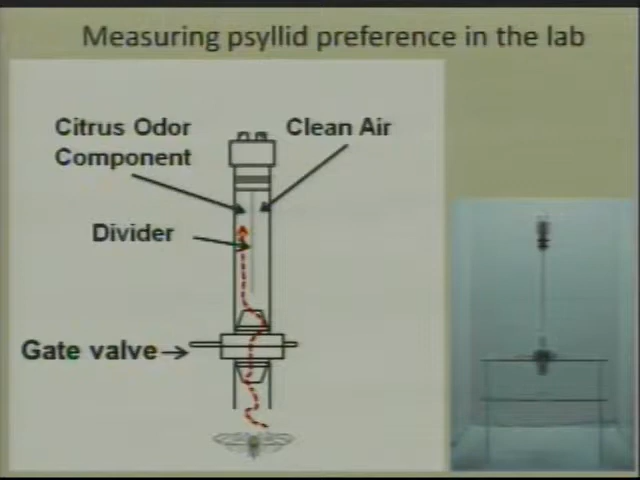 Measuring psyllid preference in the lab
Citrus Odor
Component
Clean Air
Divider
Gate valve